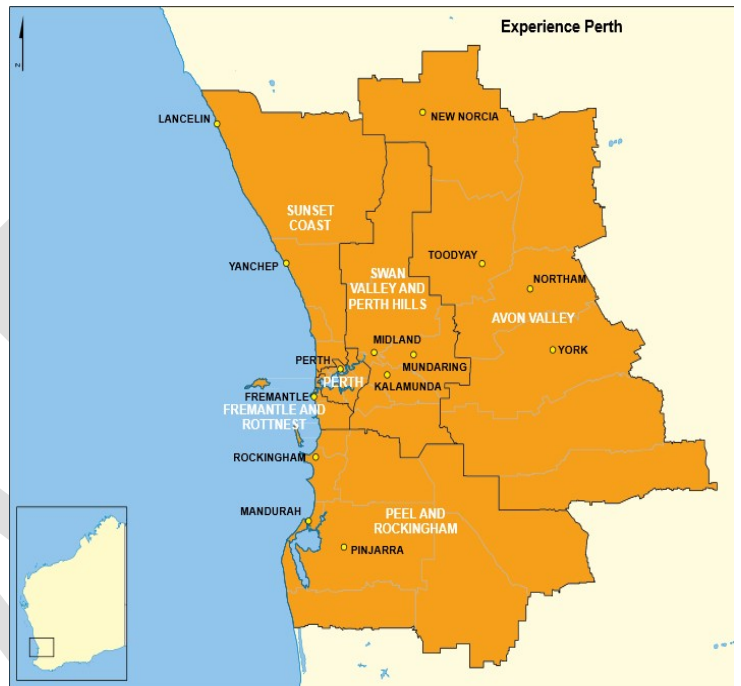 Experience Perth
N
LANCELIN
NEW NORCIA
SUNSET
COAST
YANCHEP
TOODYAY
SWAN
VALLEY AND
PERTH HILLS
NORTHAM
AVON VALLEY
MIDLAND
YORK
PERTH
MUNDARING
PERTH
KALAMUNDA
FREMANTLE
FREMANTLE AND
ROTTNEST
ROCKINGHAM
MANDURAH
PEEL AND
ROCKINGHAM
PINJARRA